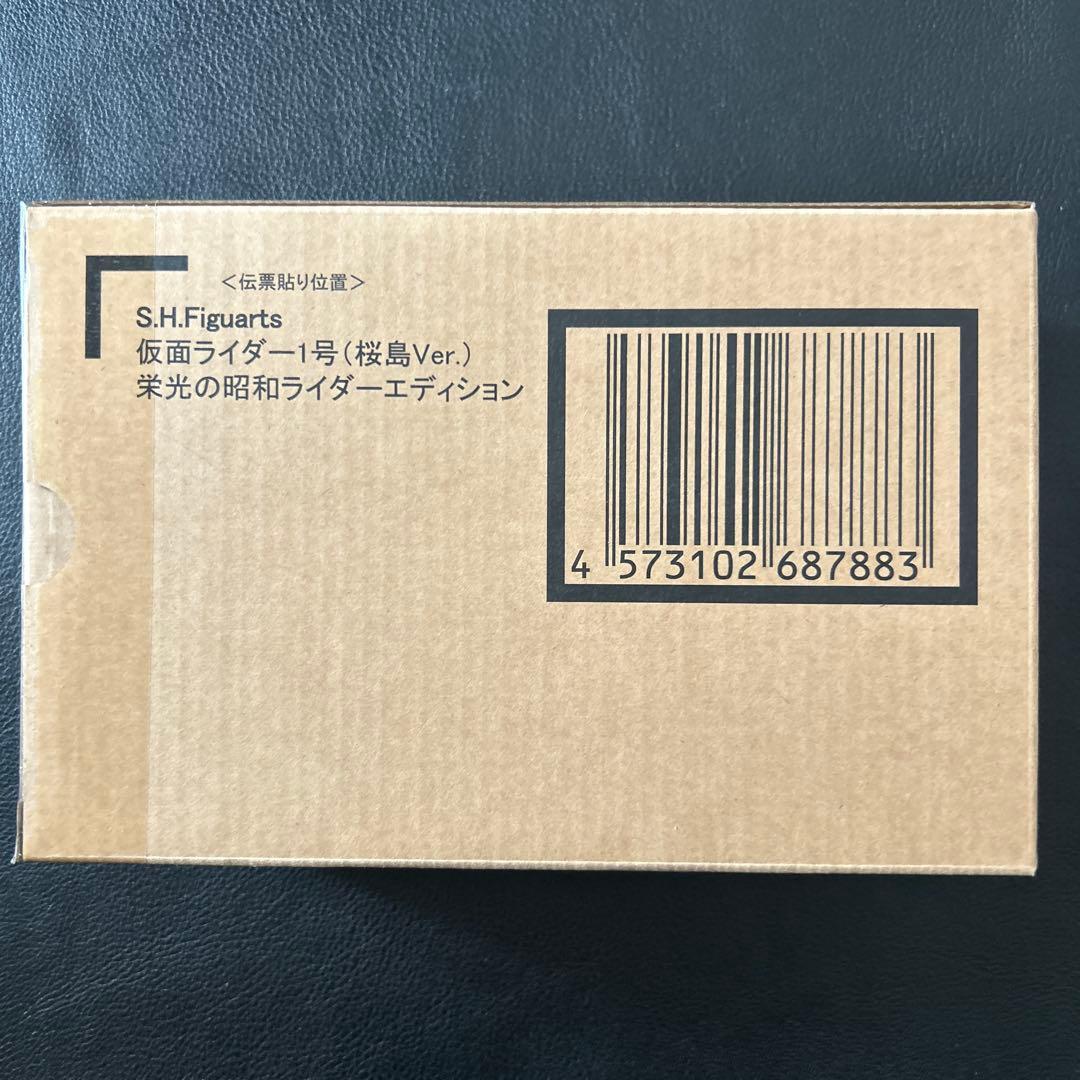 <伝票貼り位置>
S.H.Figuarts
仮面ライダー1号(桜島Ver.)
栄光の昭和ライダーエディション
4 573102 687883